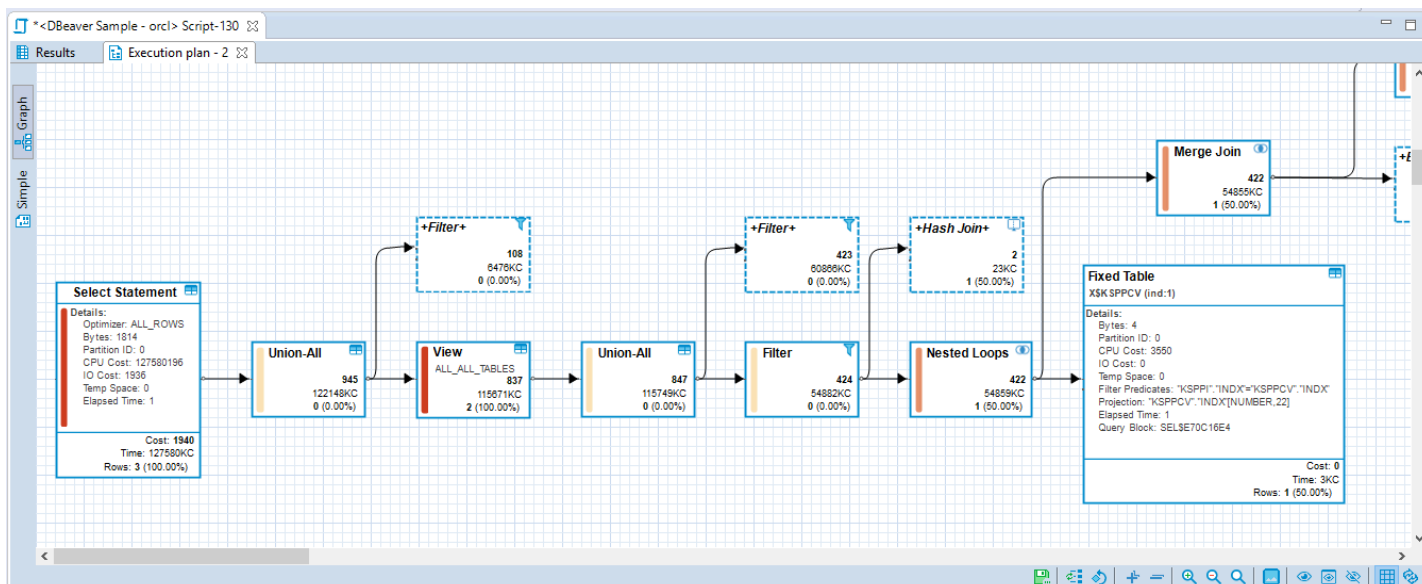 *<DBeaver Sample - orcl> Script-130
Results
Execution plan - 2
Graph
Simple
Select Statement
Details:
Optimizer: ALL_ROWS
Bytes: 1814
Partition ID: 0
CPU Cost: 127580196
IO Cost: 1936
Temp Space: 0
Elapsed Time: 1
Cost: 1940
Time: 127580KC
Rows: 3 (100.00%)
Union-All
945
122148KC
0 (0.00%)
+Filter+
108
6476KC
0 (0.00%)
View
ALL_ALL_TABLES
837
115671KC
2 (100.00%)
Union-All
847
115749KC
0 (0.00%)
+Filter+
423
60866KC
0 (0.00%)
Filter
424
54882KC
0 (0.00%)
+Hash Join+
2
23KC
1 (50.00%)
Nested Loops
422
54859KC
1 (50.00%)
Merge Join
422
54855KC
1 (50.00%)
Fixed Table
X$KSPPCV (ind:1)
Details:
Bytes: 4
Partition ID: 0
CPU Cost: 3550
IO Cost: 0
Temp Space: 0
Filter Predicates: "KSPPI"."INDX"="KSPPCV"."INDX"
Projection: "KSPPCV"."INDX"[NUMBER,22]
Elapsed Time: 1
Query Block: SEL$E70C16E4
Cost: 0
Time: 3KC
Rows: 1 (50.00%)